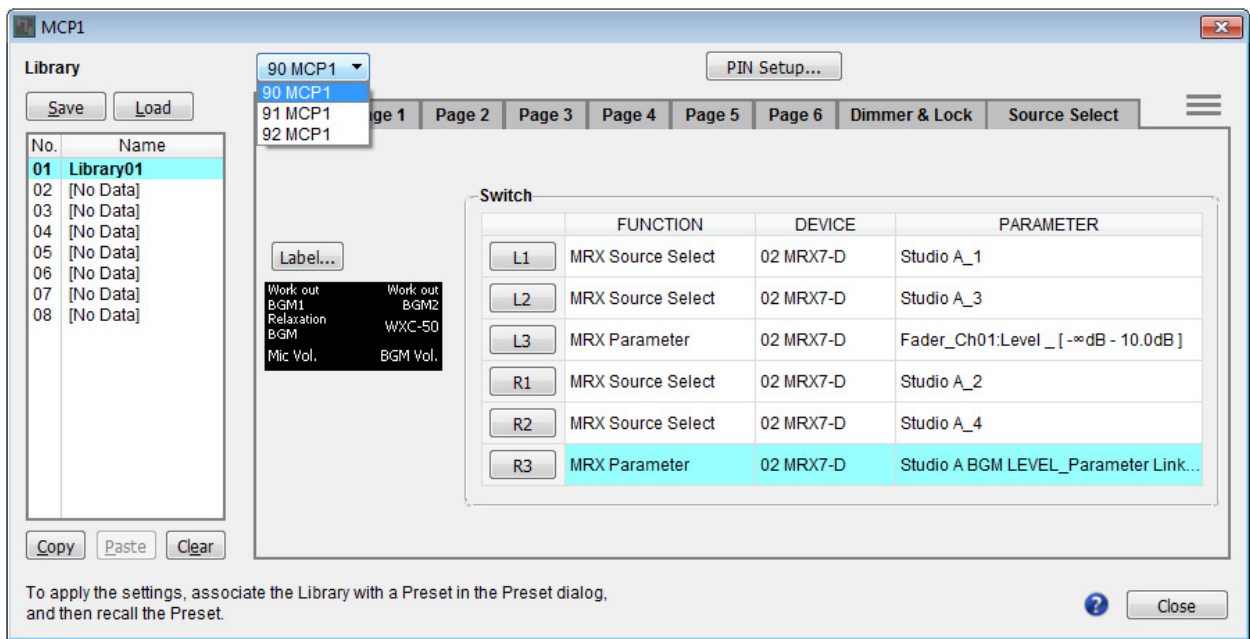 MCP1
Library
90 MCP1
PIN Setup...
90 MCP1
91 MCP1
92 MCP1
Save Load
ge 1 Page 2 Page 3 Page 4 Page 5 Page 6 Dimmer & Lock Source Select
No. Name
01 Library01
02 [No Data]
03 [No Data]
04 [No Data]
05 [No Data]
06 [No Data]
07 [No Data]
08 [No Data]
Label...
Work out Work out
BGM1 BGM2
Relaxation
BGM WXC-50
Mic Vol. BGM Vol.
Switch
FUNCTION DEVICE PARAMETER
L1 MRX Source Select 02 MRX7-D Studio A_1
L2 MRX Source Select 02 MRX7-D Studio A_3
L3 MRX Parameter 02 MRX7-D Fader_Ch01:Level _ [ -∞dB - 10.0dB ]
R1 MRX Source Select 02 MRX7-D Studio A_2
R2 MRX Source Select 02 MRX7-D Studio A_4
R3 MRX Parameter 02 MRX7-D Studio A BGM LEVEL_Parameter Link...
Copy Paste Clear
To apply the settings, associate the Library with a Preset in the Preset dialog,
and then recall the Preset.
? Close